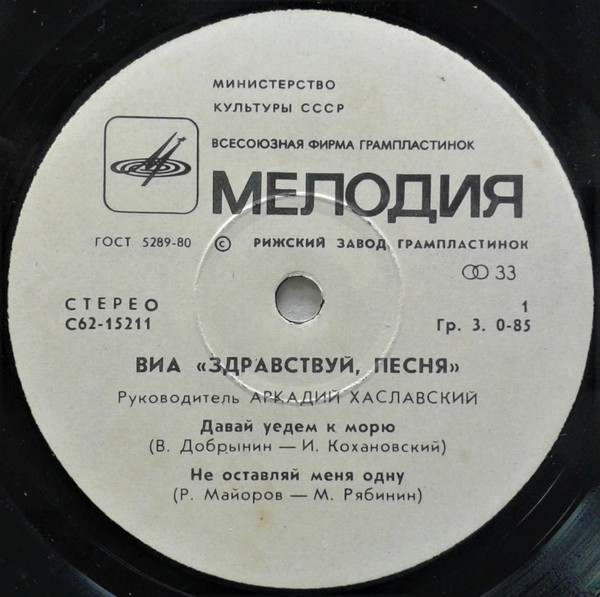 МИНИСТЕРСТВО
КУЛЬТУРЫ СССР
ВСЕСОЮЗНАЯ ФИРМА ГРАМПЛАСТИНОК
МЕЛОДИЯ
ГОСТ 5289-80 © РИЖСКИЙ ЗАВОД ГРАМПЛАСТИНОК
33
СТЕРЕО 1
С62-15211 Гр. 3. 0-85
ВИА «ЗДРАВСТВУЙ, ПЕСНЯ»
Руководитель АРКАДИЙ ХАСЛАВСКИЙ
Давай уедем к морю
(В. Добрынин — И. Кохановский)
Не оставляй меня одну
(Р. Майоров — М. Рябинин)